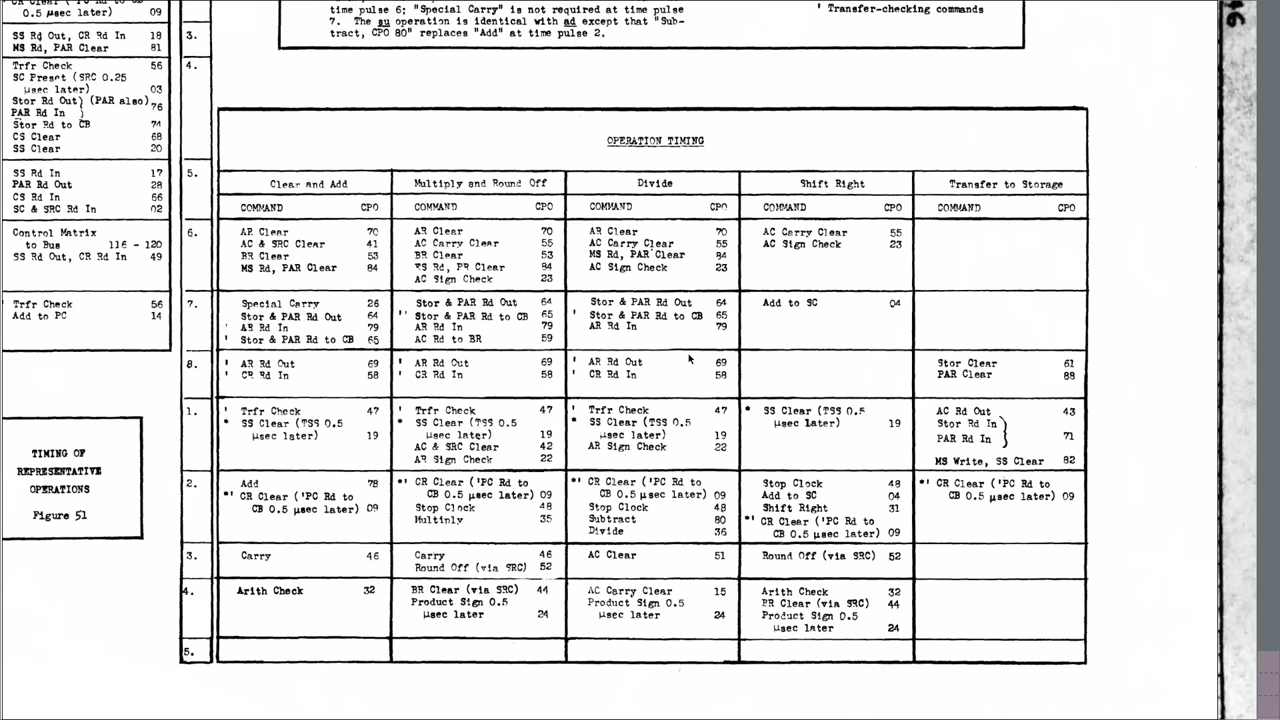 0.5 µsec later) 09
SS Rd Out, CR Rd In 18
MS Rd, PAR Clear 81
Trfr Check 56
SC Preset (SRC 0.25
µsec later) 03
Stor Rd Out) (PAR also) 76
PAR Rd In )
Stor Rd to CB 74
CS Clear 68
SS Clear 20
SS Rd In 17
PAR Rd Out 28
CS Rd In 66
SC & SRC Rd In 02
Control Matrix
to Bus 116 - 120
SS Rd Out, CR Rd In 49
Trfr Check 56
Add to PC 14
TIMING OF
REPRESENTATIVE
OPERATIONS
Figure 51
time pulse 6; "Special Carry" is not required at time pulse
7. The su operation is identical with ad except that "Sub-
tract, CPO 80" replaces "Add" at time pulse 2.
' Transfer-checking commands
3.
4.
OPERATION TIMING
5.
Clear and Add Multiply and Round Off Divide Shift Right Transfer to Storage
COMMAND CPO COMMAND CPO COMMAND CPO COMMAND CPO COMMAND CPO
6.
AR Clear 70
AC & SRC Clear 41
BR Clear 53
MS Rd, PAR Clear 84
AR Clear 70
AC Carry Clear 55
BR Clear 53
Rd, PR Clear 84
AC Sign Check 23
AR Clear 70
AC Carry Clear 55
MS Rd, PAR Clear 84
AC Sign Check 23
AC Carry Clear 55
AC Sign Check 23
7.
Special Carry 26
Stor & PAR Rd Out 64
' AR Rd In 79
' Stor & PAR Rd to CB 65
Stor & PAR Rd Out 64
'' Stor & PAR Rd to CB 65
AR Rd In 79
AC Rd to BR 59
Stor & PAR Rd Out 64
' Stor & PAR Rd to CB 65
AR Rd In 79
Add to SC 04
8.
' AR Rd Out 69
' CR Rd In 58
' AR Rd Out 69
' CR Rd In 58
' AR Rd Out 69
' CR Rd In 58
Stor Clear 61
PAR Clear 88
1.
' Trfr Check 47
* SS Clear (TSS 0.5
µsec later) 19
' Trfr Check 47
* SS Clear (TSS 0.5
µsec later) 19
AC & SRC Clear 42
AR Sign Check 22
' Trfr Check 47
* SS Clear (TSS 0.5
µsec later) 19
AR Sign Check 22
* SS Clear (TSS 0.5
µsec later) 19
AC Rd Out 43
Stor Rd In)
PAR Rd In ) 71
MS Write, SS Clear 82
2.
Add 78
*' CR Clear ('PC Rd to
CB 0.5 µsec later) 09
*' CR Clear ('PC Rd to
CB 0.5 µsec later) 09
Stop Clock 48
Multiply 35
*' CR Clear ('PC Rd to
CB 0.5 µsec later) 09
Stop Clock 48
Subtract 80
Divide 36
Stop Clock 48
Add to SC 04
Shift Right 31
*' CR Clear ('PC Rd to
CB 0.5 µsec later) 09
*' CR Clear ('PC Rd to
CB 0.5 µsec later) 09
3.
Carry 46
Carry 46
Round Off (via SRC) 52
AC Clear 51
Round Off (via SRC) 52
4.
Arith Check 32
BR Clear (via SRC) 44
Product Sign 0.5
µsec later 24
AC Carry Clear 15
Product Sign 0.5
µsec later 24
Arith Check 32
BR Clear (via SRC) 44
Product Sign 0.5
µsec later 24
5.